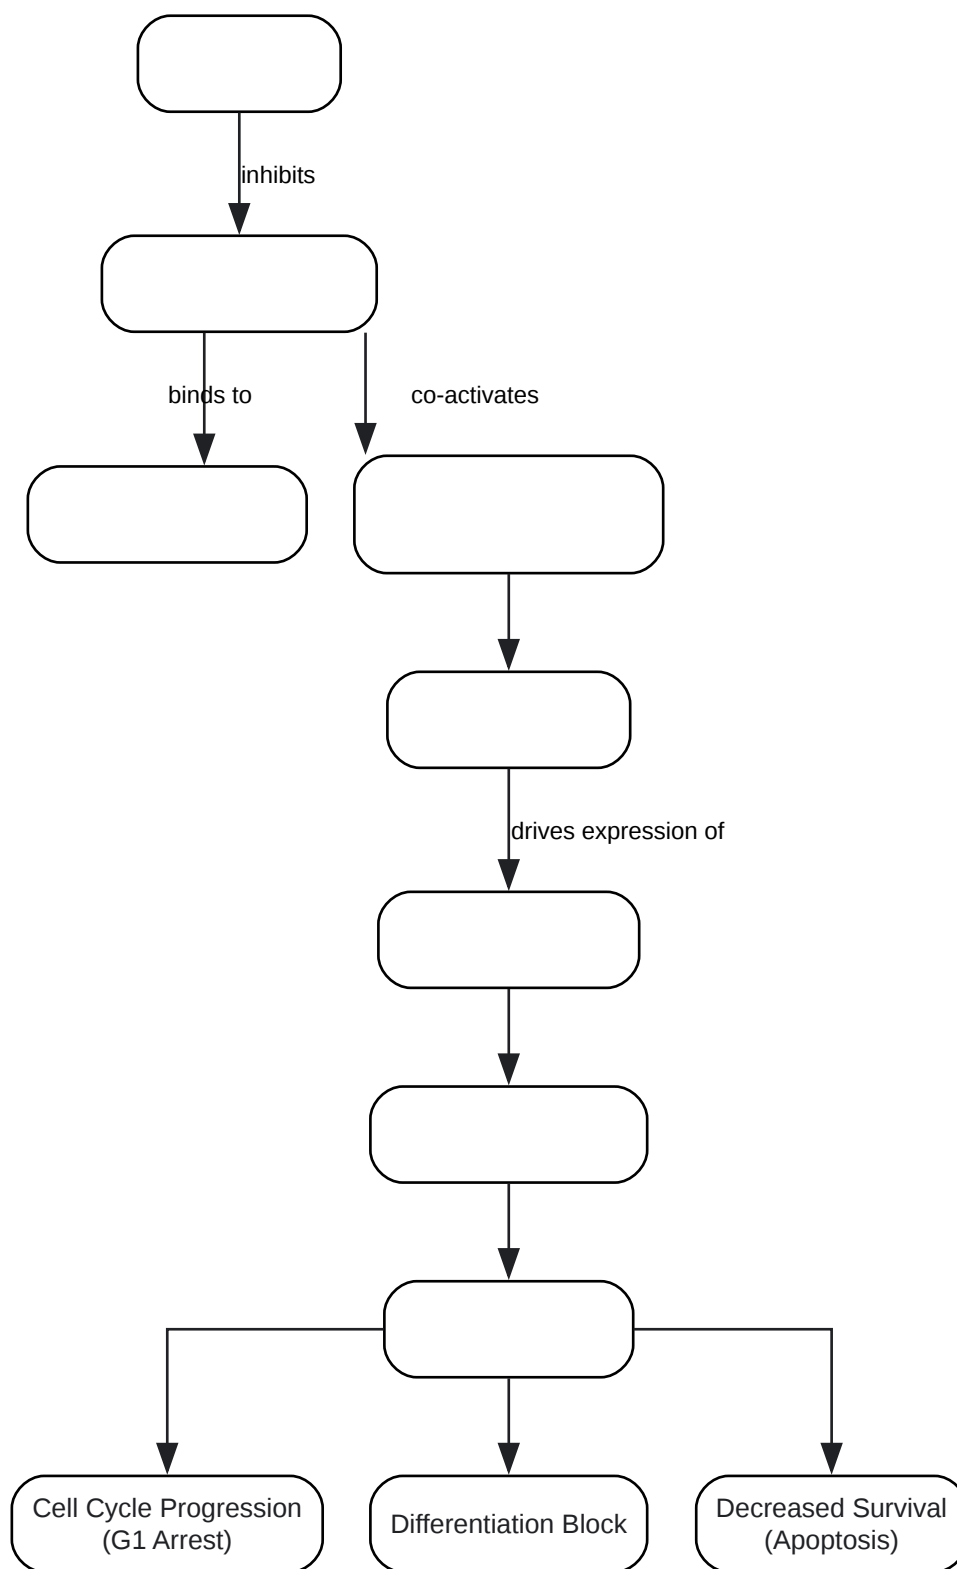 inhibits
binds to
co-activates
drives expression of
Cell Cycle Progression
(G1 Arrest)
Differentiation Block
Decreased Survival
(Apoptosis)